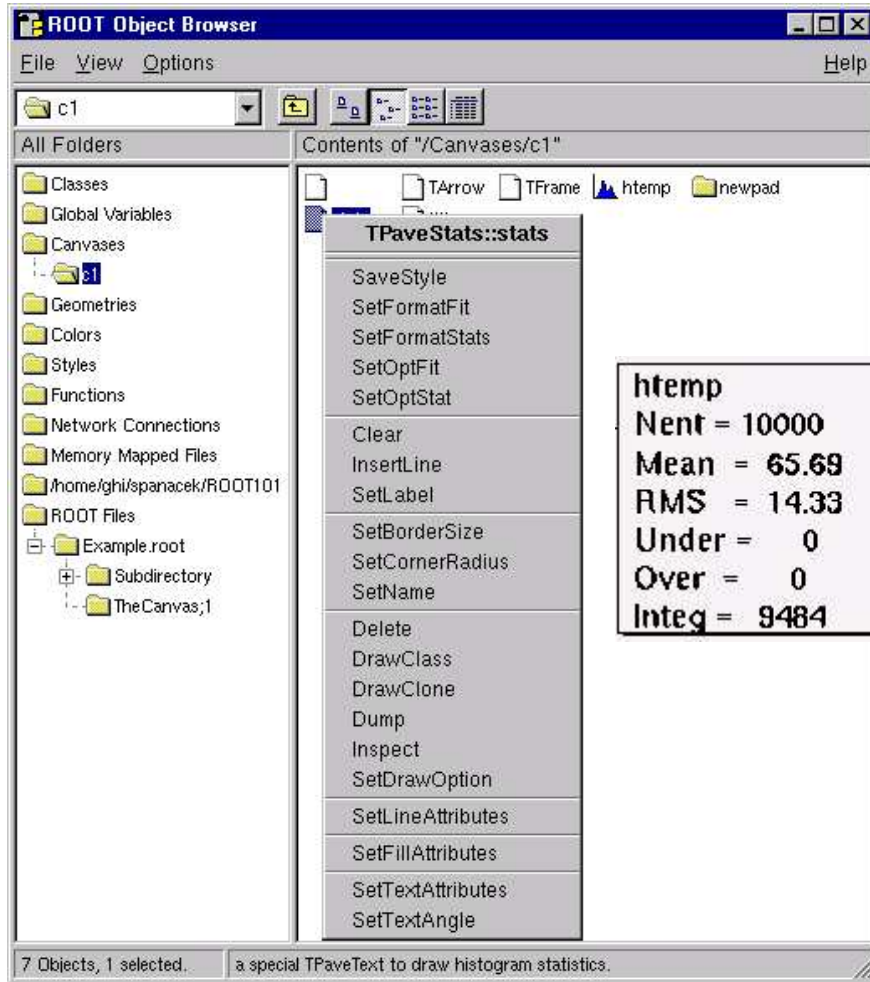 ROOT Object Browser
File View Options Help
c1
All Folders
Contents of "/Canvases/c1"
Classes
Global Variables
Canvases
c1
Geometries
Colors
Styles
Functions
Network Connections
Memory Mapped Files
/home/ghi/spanacek/ROOT101
ROOT Files
Example.root
Subdirectory
TheCanvas;1
TArrow TFrame htemp newpad
TPaveStats::stats
SaveStyle
SetFormatFit
SetFormatStats
SetOptFit
SetOptStat
Clear
InsertLine
SetLabel
SetBorderSize
SetCornerRadius
SetName
Delete
DrawClass
DrawClone
Dump
Inspect
SetDrawOption
SetLineAttributes
SetFillAttributes
SetTextAttributes
SetTextAngle
htemp
Nent = 10000
Mean = 65.69
RMS = 14.33
Under = 0
Over = 0
Integ = 9484
7 Objects, 1 selected.
a special TPaveText to draw histogram statistics.